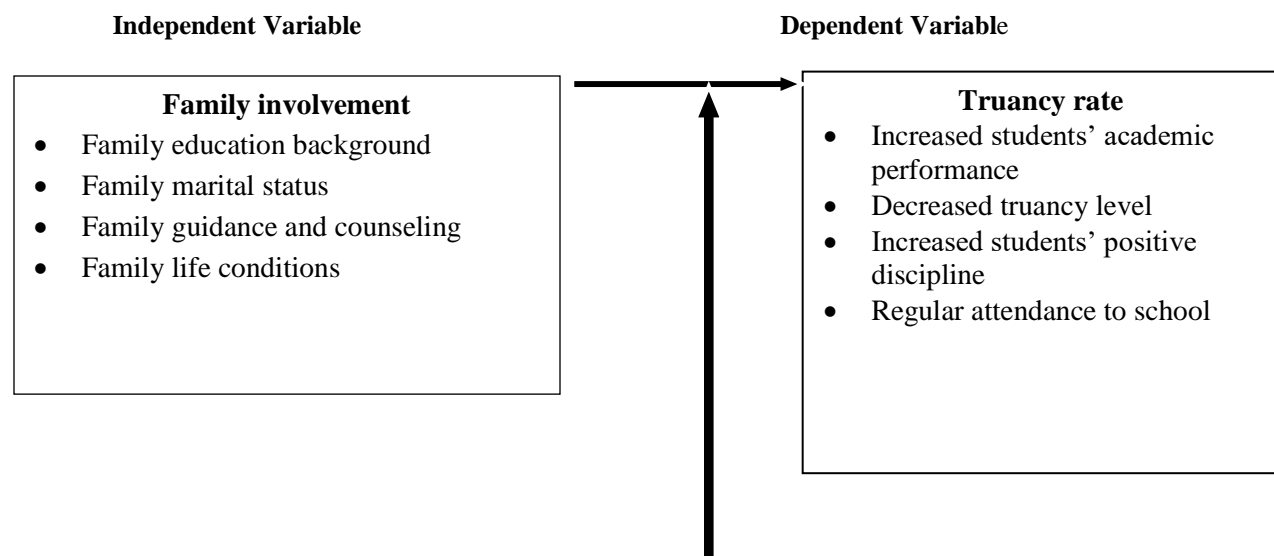 Independent Variable
Dependent Variable
Family involvement
• Family education background
• Family marital status
• Family guidance and counseling
• Family life conditions
Truancy rate
• Increased students’ academic
performance
• Decreased truancy level
• Increased students’ positive
discipline
• Regular attendance to school